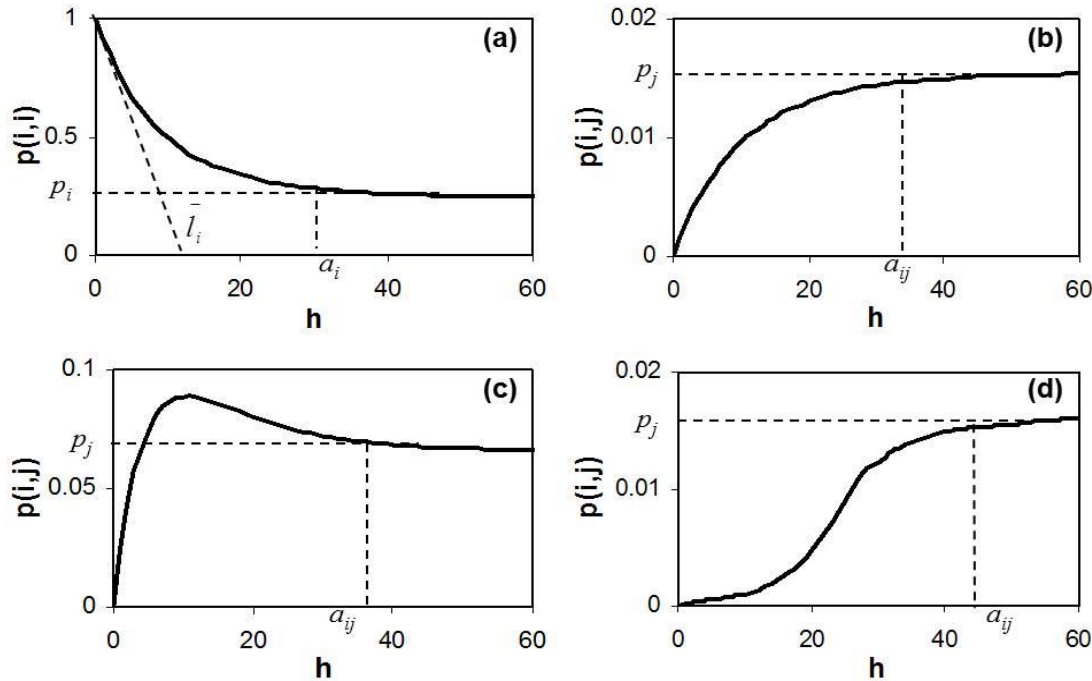 (a)
1
0.5
0
p(i,i)
p_i
l̄_i
a_i
0 20 40 60
h
(b)
0.02
0.01
0
p(i,j)
p_j
a_ij
0 20 40 60
h
(c)
0.1
0.05
0
p(i,j)
p_j
a_ij
0 20 40 60
h
(d)
0.02
0.01
0
p(i,j)
p_j
a_ij
0 20 40 60
h